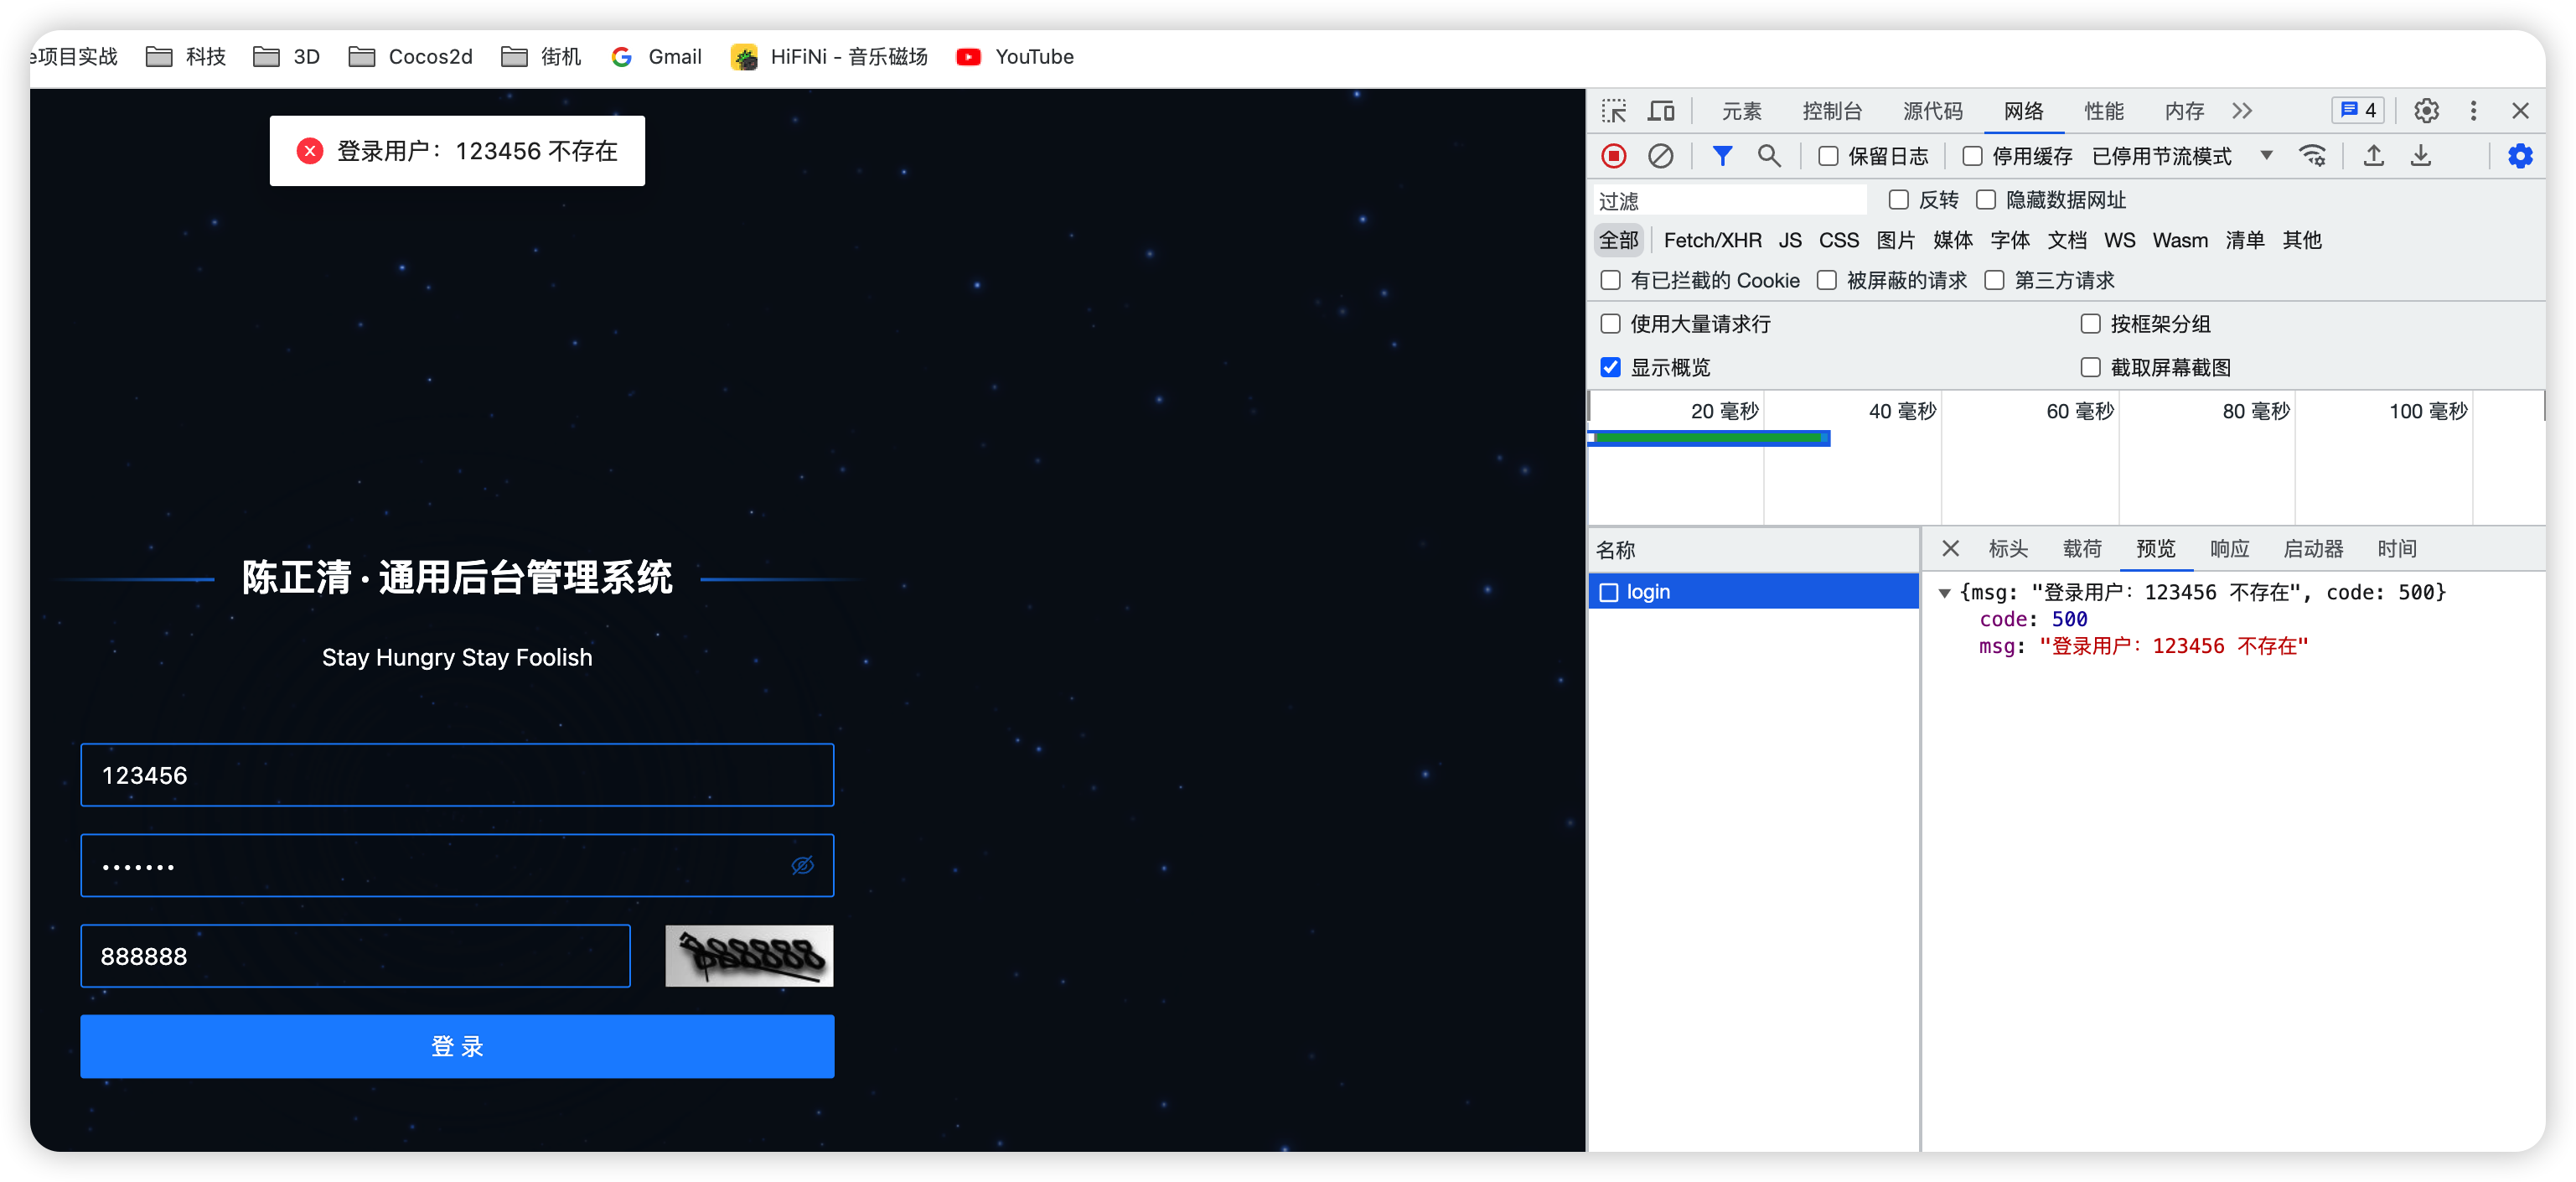 e项目实战 科技 3D Cocos2d 街机 Gmail HiFiNi - 音乐磁场 YouTube
登录用户：123456 不存在
陈正清 · 通用后台管理系统
Stay Hungry Stay Foolish
123456
•••••••
888888
888888
登 录
元素 控制台 源代码 网络 性能 内存 4
保留日志 停用缓存 已停用节流模式
过滤 反转 隐藏数据网址
全部 Fetch/XHR JS CSS 图片 媒体 字体 文档 WS Wasm 清单 其他
有已拦截的 Cookie 被屏蔽的请求 第三方请求
使用大量请求行 按框架分组
显示概览 截取屏幕截图
20 毫秒 40 毫秒 60 毫秒 80 毫秒 100 毫秒
名称
login
标头 载荷 预览 响应 启动器 时间
{msg: "登录用户：123456 不存在", code: 500}
code: 500
msg: "登录用户：123456 不存在"